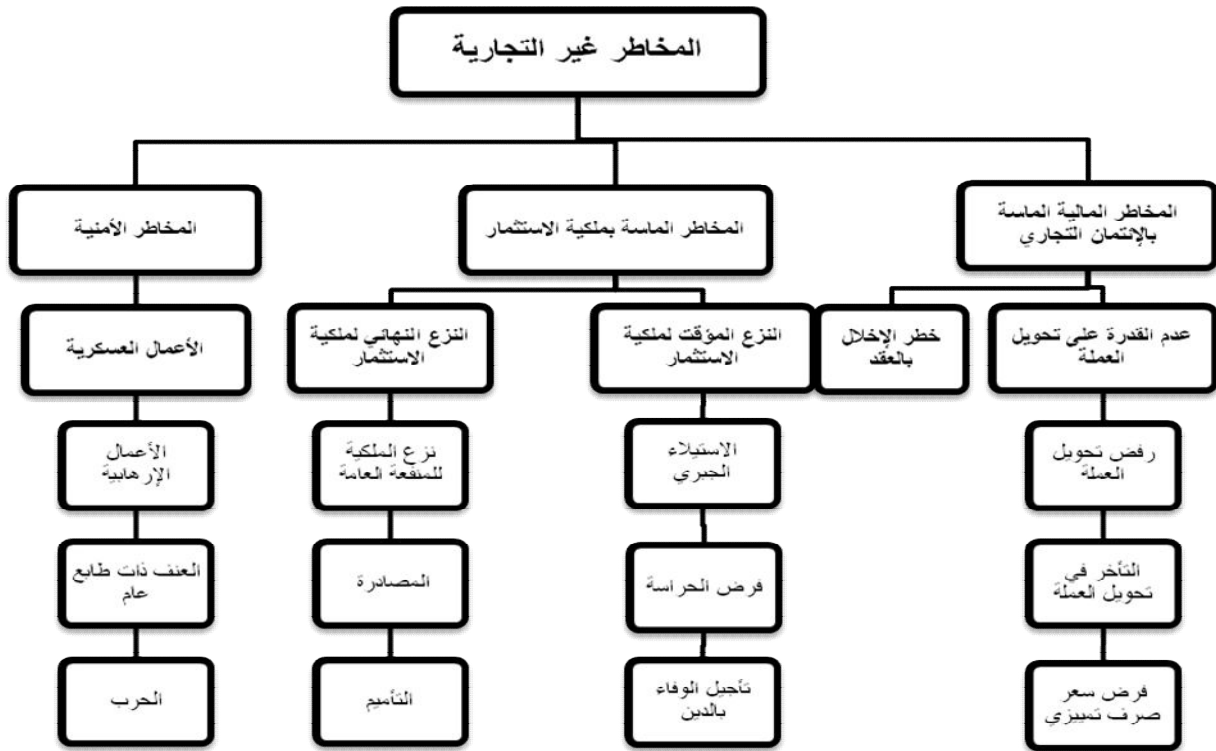 المخاطر غير التجارية
المخاطر المالية الماسة
بالإئتمان التجاري
المخاطر الماسة بملكية الاستثمار
المخاطر الأمنية
عدم القدرة على تحويل
العملة
خطر الإخلال
بالعقد
النزع المؤقت لملكية
الاستثمار
النزع النهائي لملكية
الاستثمار
الأعمال العسكرية
رفض تحويل
العملة
الاستيلاء
الجبري
نزع الملكية
للمنفعة العامة
الأعمال
الإرهابية
التأخر في
تحويل العملة
فرض الحراسة
المصادرة
العنف ذات طابع
عام
فرض سعر
صرف تمييزي
تأجيل الوفاء
بالدين
التأميم
الحرب